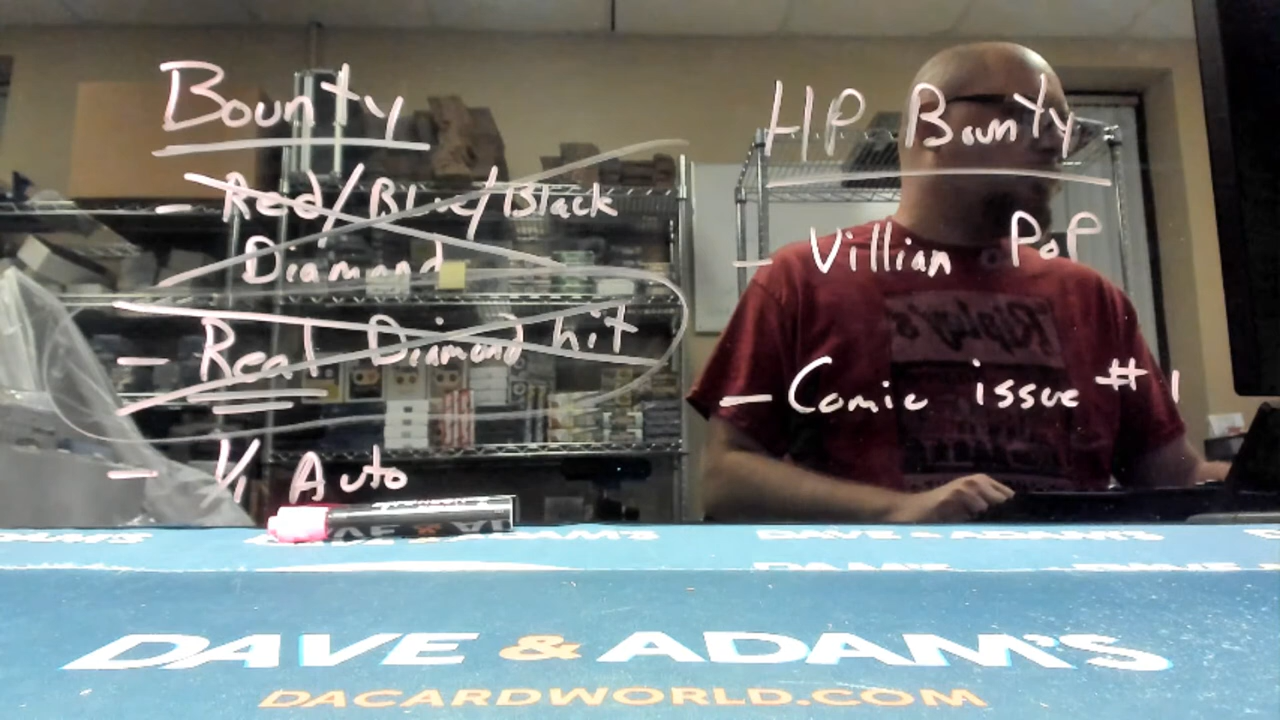 Bounty
- Red/Blue/Black
Diamond
- Real Diamond hit
- 1/1 Auto
HP Bounty
- Villian PoP
- Comic issue #1
DAVE & ADAM'S
DACARDWORLD.COM